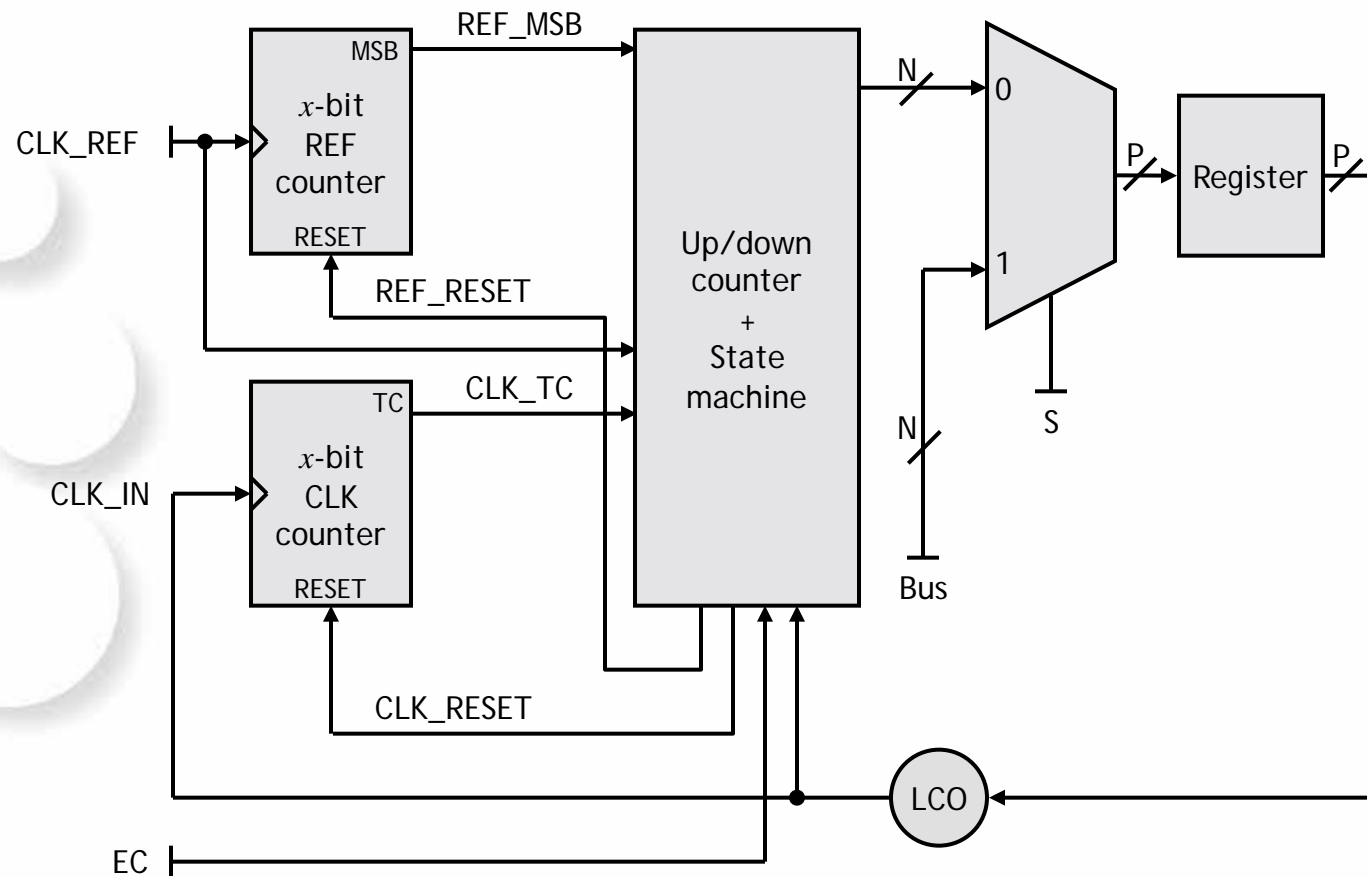 REF_MSB
MSB
x-bit
REF
counter
RESET
CLK_REF
REF_RESET
TC
CLK_TC
x-bit
CLK
counter
RESET
CLK_IN
CLK_RESET
EC
Up/down
counter
+
State
machine
N
0
1
N
Bus
S
P
Register
P
LCO